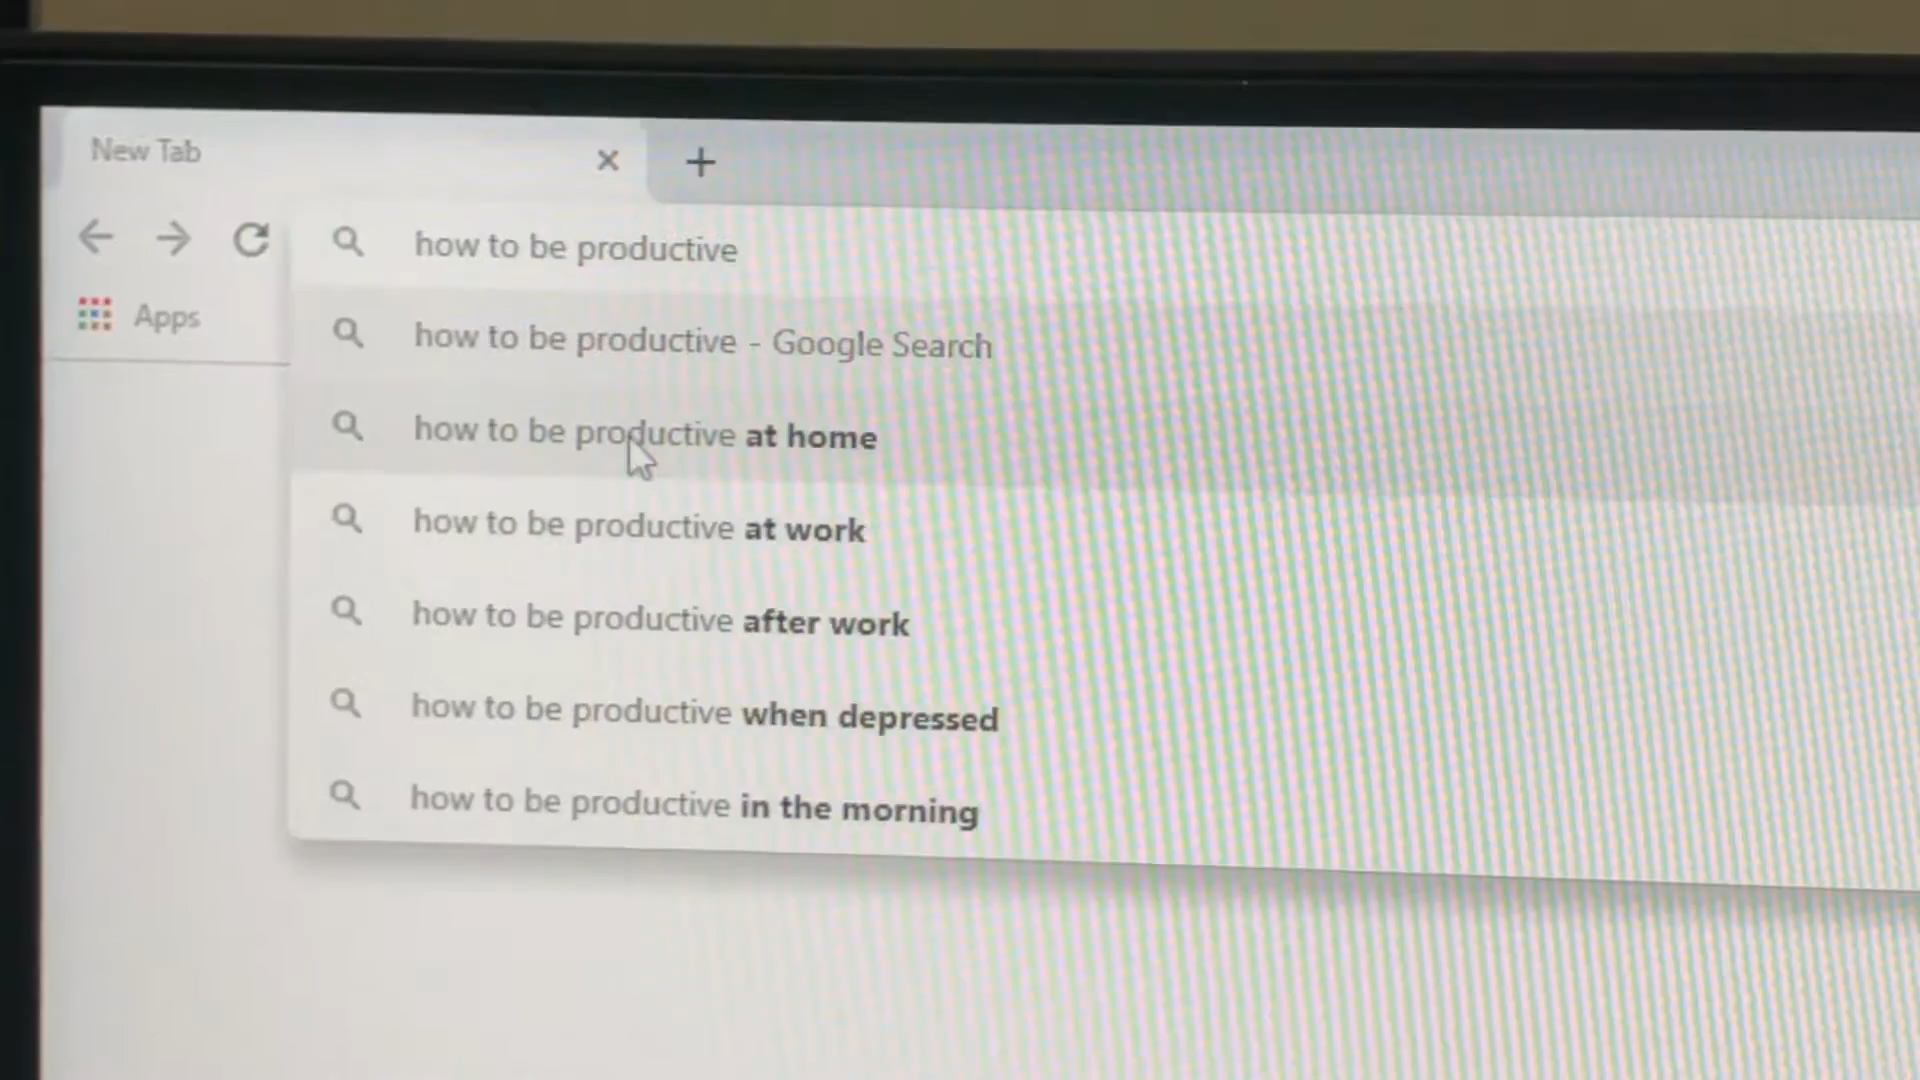 New Tab
how to be productive
Apps
how to be productive - Google Search
how to be productive at home
how to be productive at work
how to be productive after work
how to be productive when depressed
how to be productive in the morning